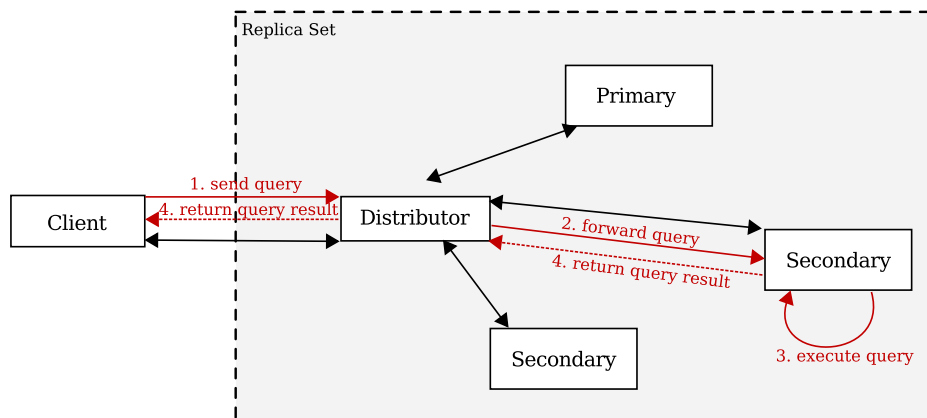 Replica Set
Primary
1. send query
4. return query result
Client
Distributor
2. forward query
4. return query result
Secondary
3. execute query
Secondary